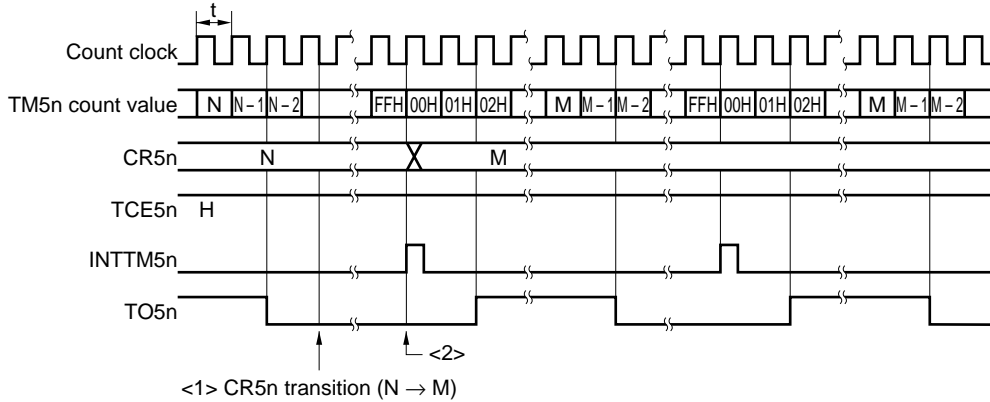 t
Count clock
TM5n count value N N – 1 N – 2 FFH 00H 01H 02H M M – 1 M – 2 FFH 00H 01H 02H M M – 1 M – 2
CR5n N M
TCE5n H
INTTM5n
TO5n
<2>
<1> CR5n transition (N → M)